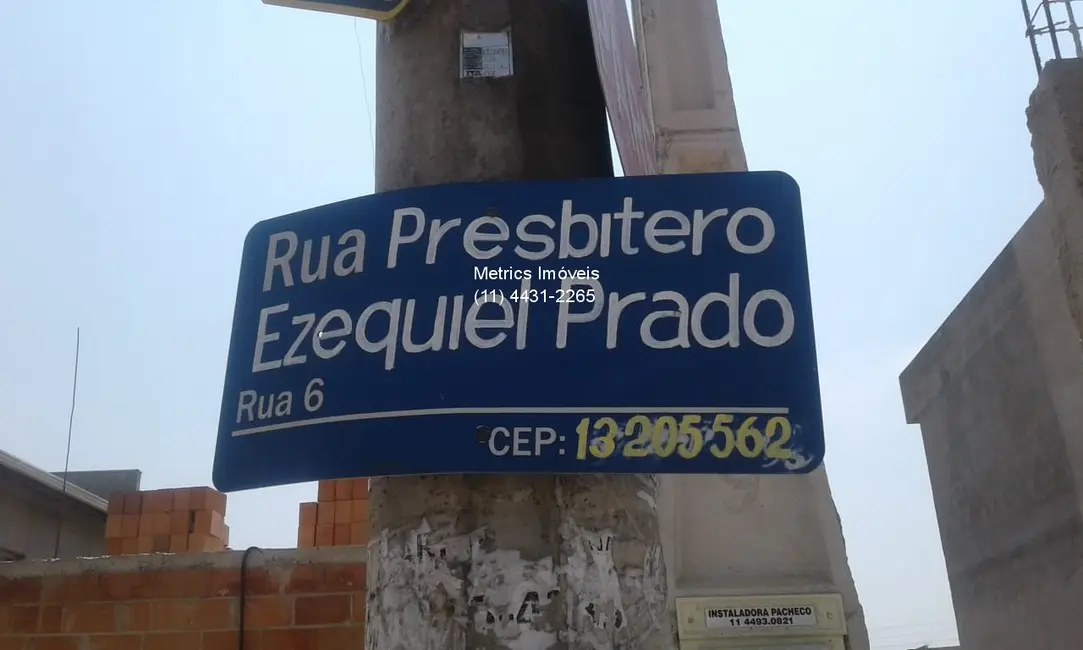 Rua Presbitero
Metrics Imóveis
(11) 4431-2265
Ezequiel Prado
Rua 6
CEP: 13205562
INSTALADORA PACHECO
11 4493.0821